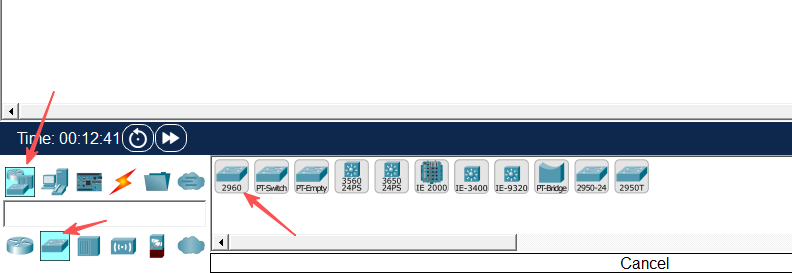 Time: 00:12:41
2960
PT-Switch
PT-Empty
3560
24PS
3650
24PS
IE 2000
IE-3400
IE-9320
PT-Bridge
2950-24
2950T
Cancel